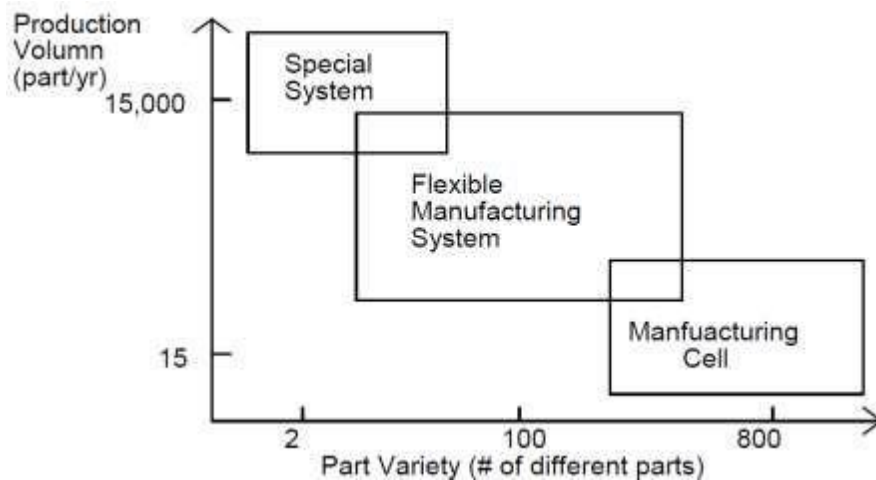 Production
Volumn
(part/yr)
15,000
Special
System
Flexible
Manufacturing
System
Manfuacturing
Cell
15
2
100
800
Part Variety (# of different parts)